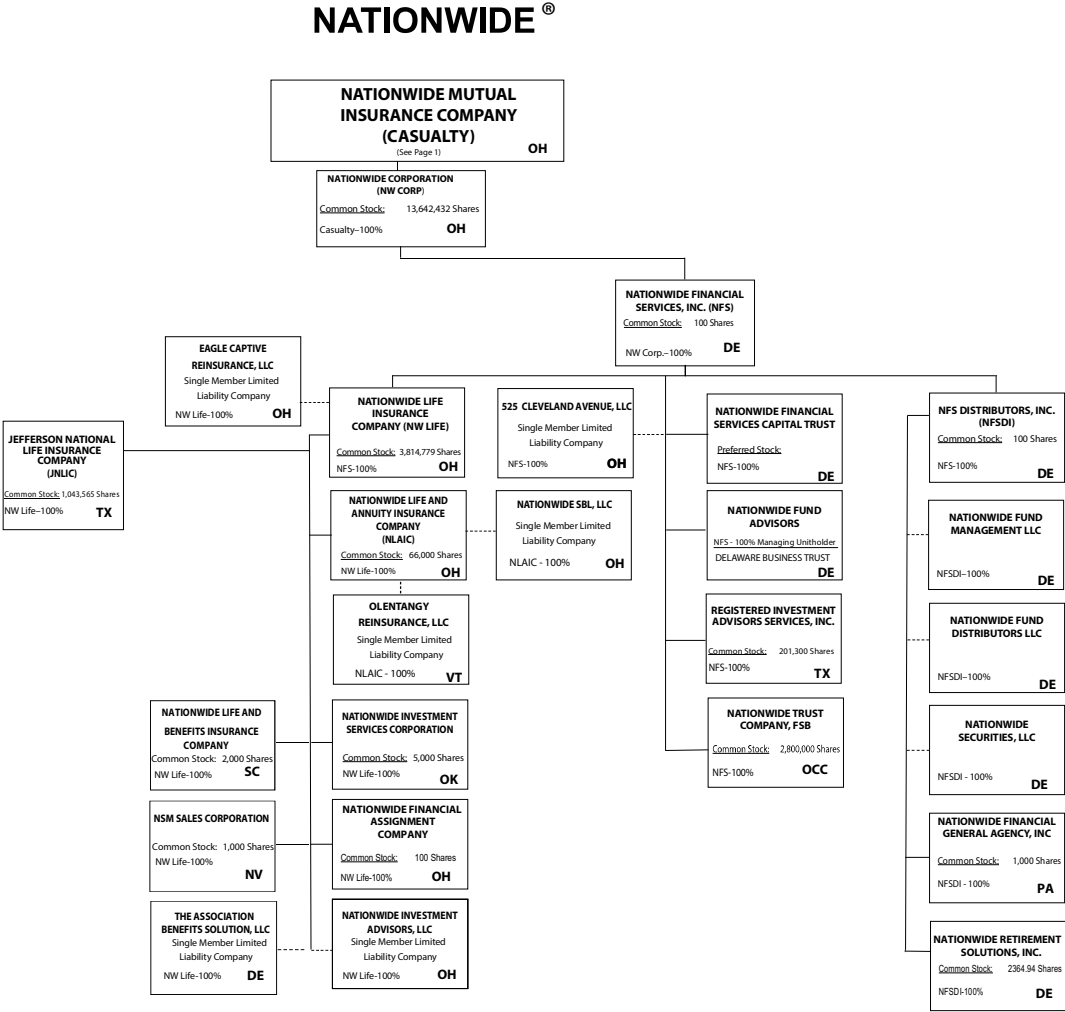 NATIONWIDE ®
NATIONWIDE MUTUAL
INSURANCE COMPANY
(CASUALTY)
(See Page 1)
OH
NATIONWIDE CORPORATION
(NW CORP)
Common Stock: 13,642,432 Shares
Casualty–100% OH
NATIONWIDE FINANCIAL
SERVICES, INC. (NFS)
Common Stock: 100 Shares
NW Corp.–100% DE
EAGLE CAPTIVE
REINSURANCE, LLC
Single Member Limited
Liability Company
NW Life-100% OH
JEFFERSON NATIONAL
LIFE INSURANCE
COMPANY
(JNLIC)
Common Stock: 1,043,565 Shares
NW Life–100% TX
NATIONWIDE LIFE
INSURANCE
COMPANY (NW LIFE)
Common Stock: 3,814,779 Shares
NFS-100% OH
525 CLEVELAND AVENUE, LLC
Single Member Limited
Liability Company
NFS-100% OH
NATIONWIDE FINANCIAL
SERVICES CAPITAL TRUST
Preferred Stock:
NFS-100%
DE
NFS DISTRIBUTORS, INC.
(NFSDI)
Common Stock: 100 Shares
NFS-100%
DE
NATIONWIDE LIFE AND
ANNUITY INSURANCE
COMPANY
(NLAIC)
Common Stock: 66,000 Shares
NW Life-100% OH
NATIONWIDE SBL, LLC
Single Member Limited
Liability Company
NLAIC - 100% OH
NATIONWIDE FUND
ADVISORS
NFS - 100% Managing Unitholder
DELAWARE BUSINESS TRUST
DE
NATIONWIDE FUND
MANAGEMENT LLC
NFSDI–100%
DE
OLENTANGY
REINSURANCE, LLC
Single Member Limited
Liability Company
NLAIC - 100% VT
REGISTERED INVESTMENT
ADVISORS SERVICES, INC.
Common Stock: 201,300 Shares
NFS-100% TX
NATIONWIDE FUND
DISTRIBUTORS LLC
NFSDI–100%
DE
NATIONWIDE LIFE AND
BENEFITS INSURANCE
COMPANY
Common Stock: 2,000 Shares
NW Life-100% SC
NATIONWIDE INVESTMENT
SERVICES CORPORATION
Common Stock: 5,000 Shares
NW Life-100% OK
NATIONWIDE TRUST
COMPANY, FSB
Common Stock: 2,800,000 Shares
NFS-100% OCC
NATIONWIDE
SECURITIES, LLC
NFSDI - 100%
DE
NSM SALES CORPORATION
Common Stock: 1,000 Shares
NW Life-100%
NV
NATIONWIDE FINANCIAL
ASSIGNMENT
COMPANY
Common Stock: 100 Shares
NW Life-100% OH
NATIONWIDE FINANCIAL
GENERAL AGENCY, INC
Common Stock: 1,000 Shares
NFSDI - 100%
PA
THE ASSOCIATION
BENEFITS SOLUTION, LLC
Single Member Limited
Liability Company
NW Life-100% DE
NATIONWIDE INVESTMENT
ADVISORS, LLC
Single Member Limited
Liability Company
NW Life-100% OH
NATIONWIDE RETIREMENT
SOLUTIONS, INC.
Common Stock: 2364.94 Shares
NFSDI-100% DE